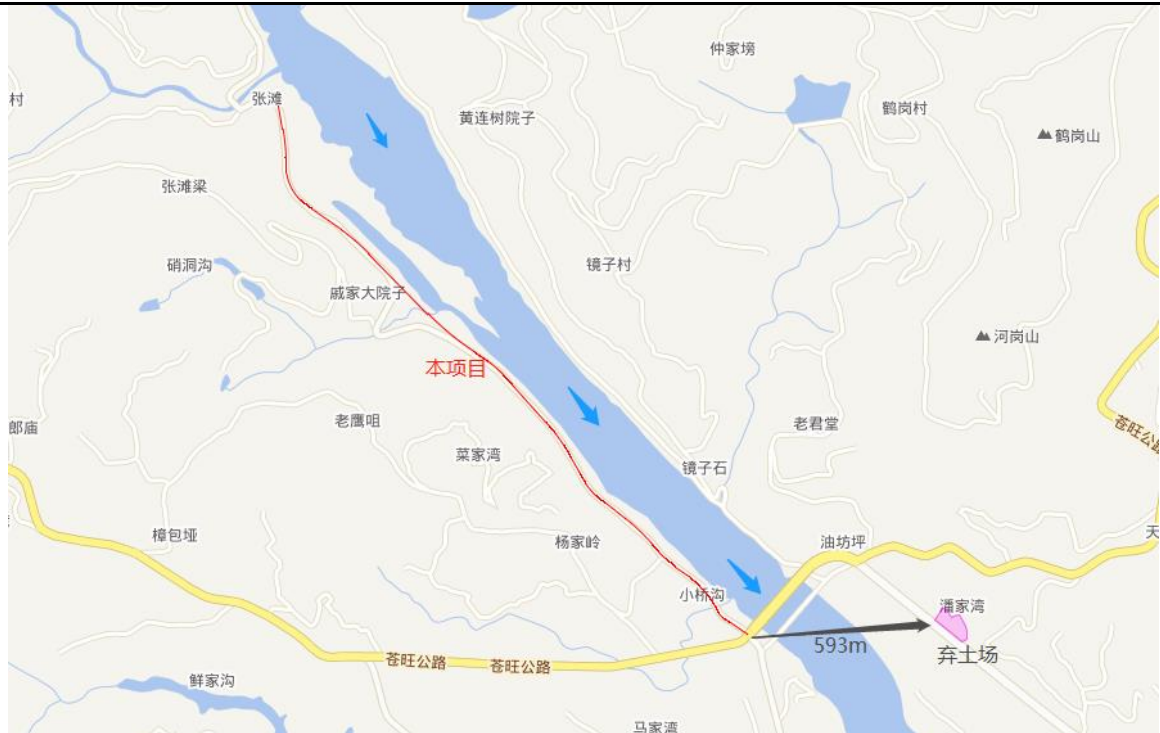 仲家塝
村
张滩
黄连树院子
鹤岗村
鹤岗山
张滩梁
硝洞沟
镜子村
戚家大院子
河岗山
本项目
老鹰咀
老君堂
郎庙
苍旺公路
菜家湾
镜子石
樟包垭
杨家岭
油坊坪
天
小桥沟
潘家湾
593m
弃土场
苍旺公路
苍旺公路
鲜家沟
马家湾